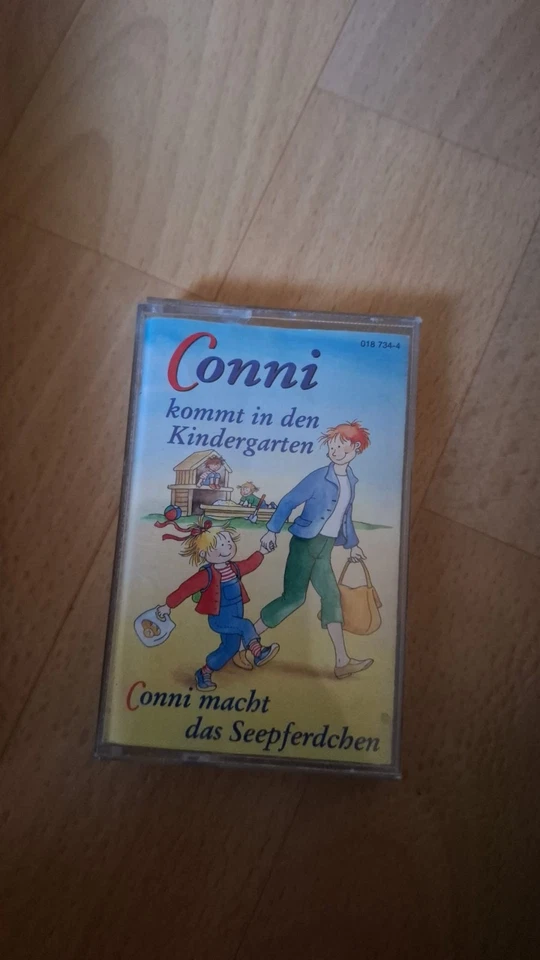 018 734-4
Conni
kommt in den
Kindergarten
Conni macht
das Seepferdchen